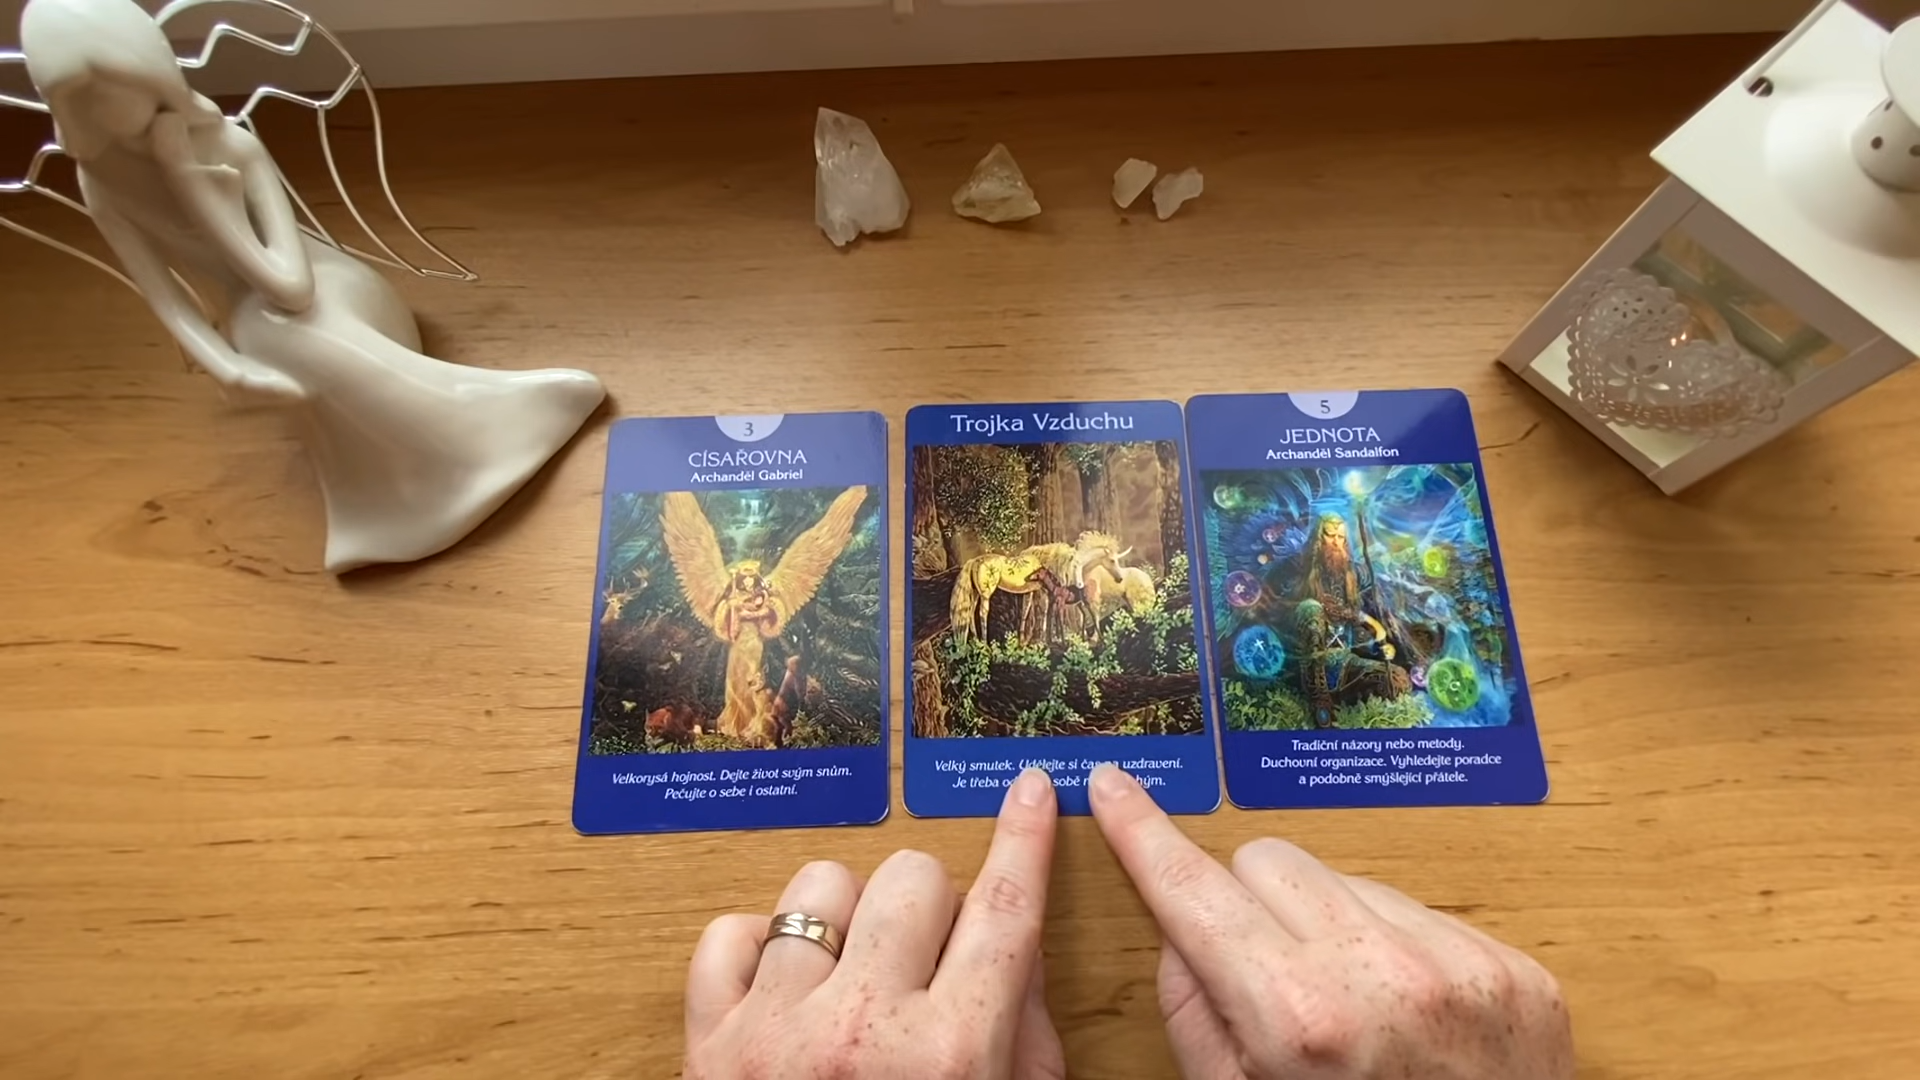 3
CÍSAŘOVNA
Archanděl Gabriel
Velkorysá hojnost. Dejte život svým snům.
Pečujte o sebe i ostatní.
Trojka Vzduchu
Velký smutek. Udělejte si čas na uzdravení.
Je třeba sobě
5
JEDNOTA
Archanděl Sandalfon
Tradiční názory nebo metody.
Duchovní organizace. Vyhledejte poradce
a podobně smýšlející přátele.